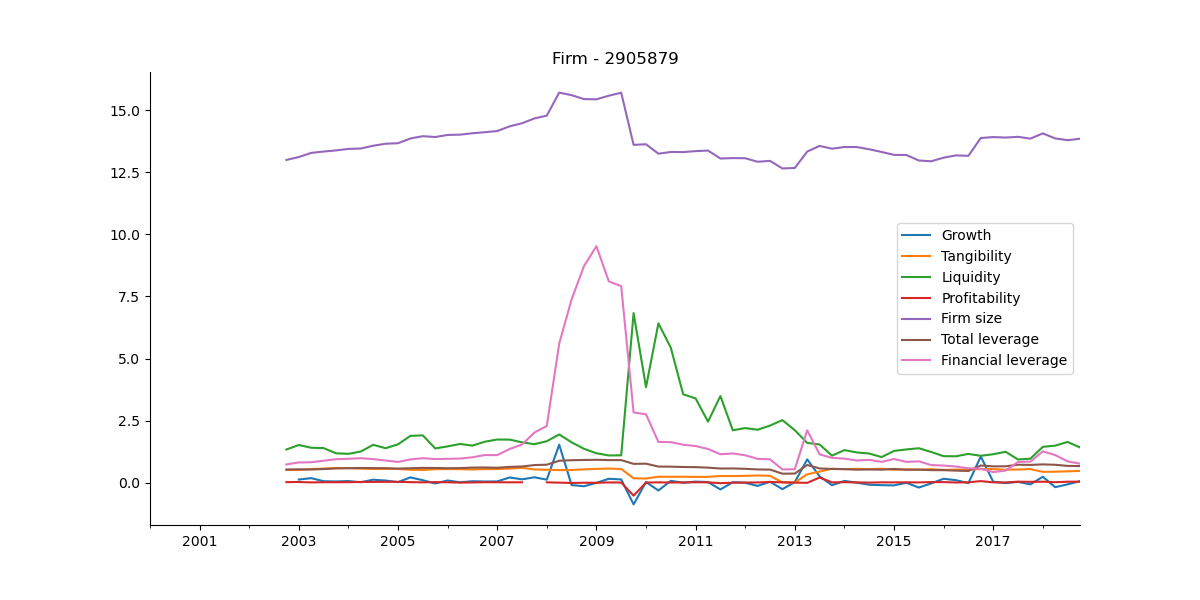 Firm - 2905879
15.0
12.5
10.0
7.5
5.0
2.5
0.0
Growth
Tangibility
Liquidity
Profitability
Firm size
Total leverage
Financial leverage
2001 2003 2005 2007 2009 2011 2013 2015 2017